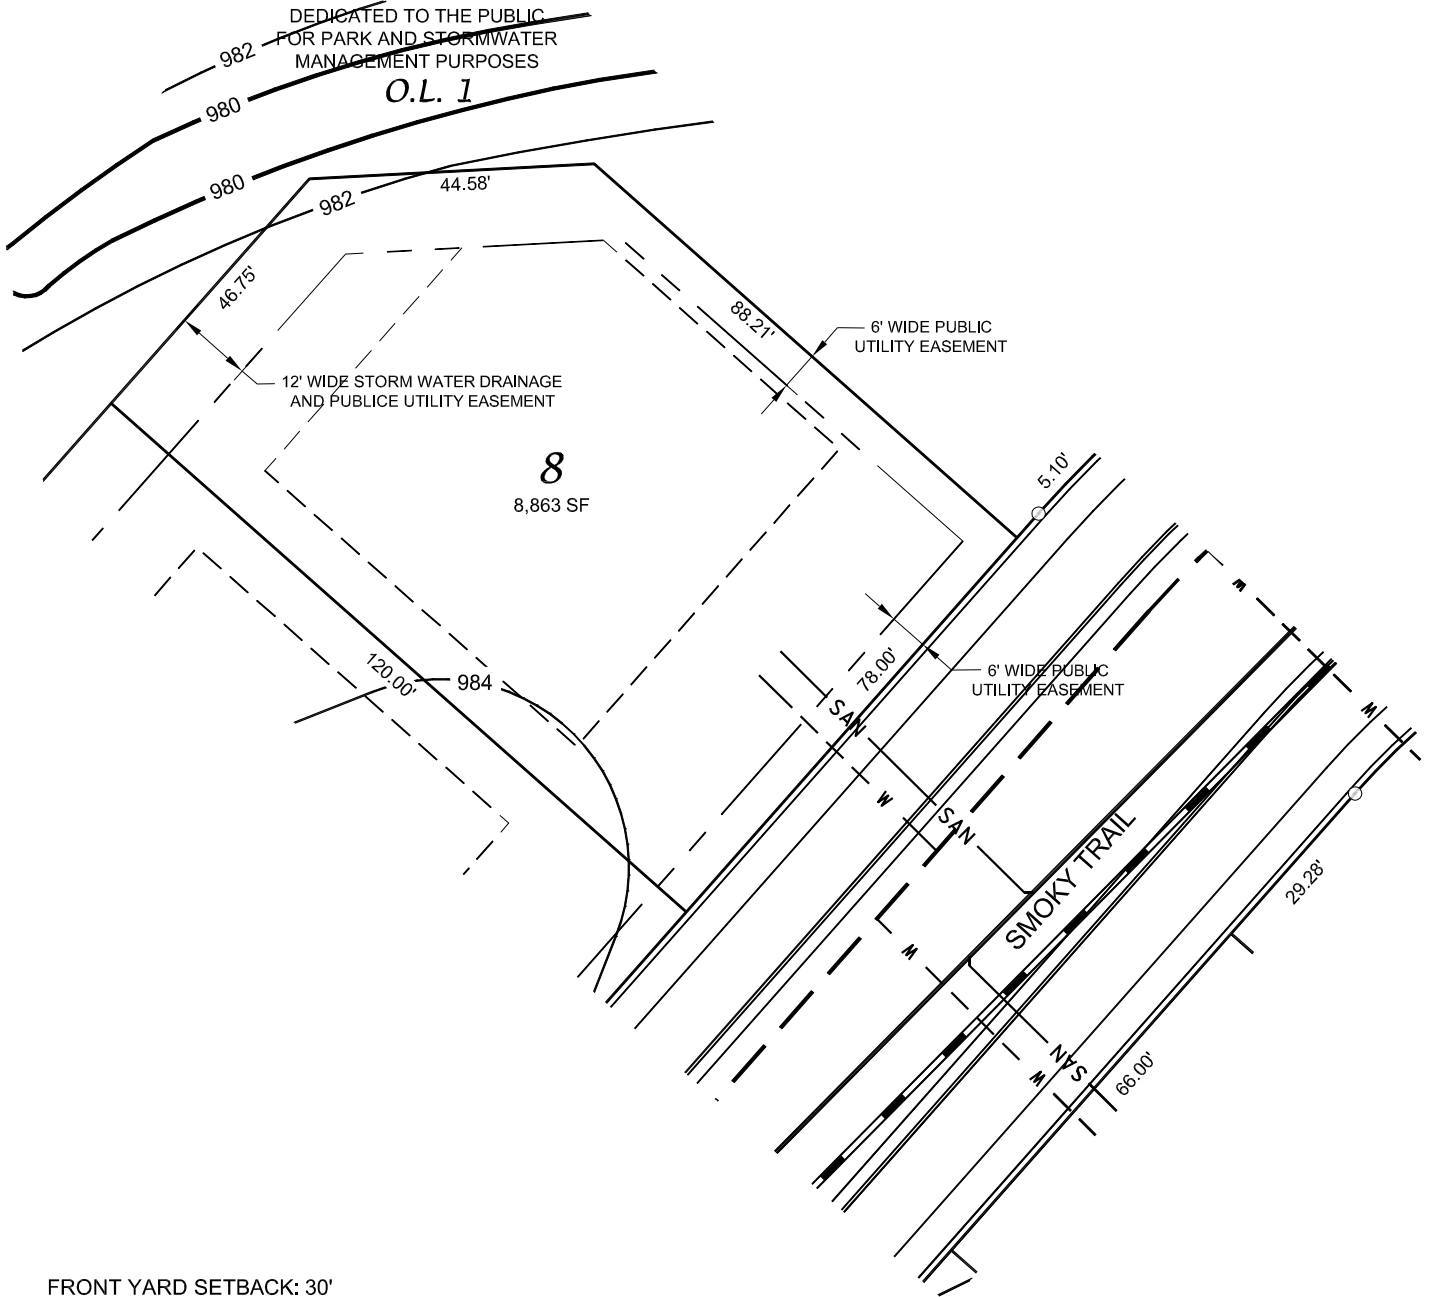 DEDICATED TO THE PUBLIC
FOR PARK AND STORMWATER
MANAGEMENT PURPOSES
O.L. 1
982
980
980
982
44.58'
46.75'
88.21'
6' WIDE PUBLIC
UTILITY EASEMENT
12' WIDE STORM WATER DRAINAGE
AND PUBLICE UTILITY EASEMENT
8
8,863 SF
5.10'
120.00'
984
78.00'
6' WIDE PUBLIC
UTILITY EASEMENT
W
W
SAN
W
SAN
SMOKY TRAIL
29.28'
W
SAN
W
66.00'
FRONT YARD SETBACK: 30'